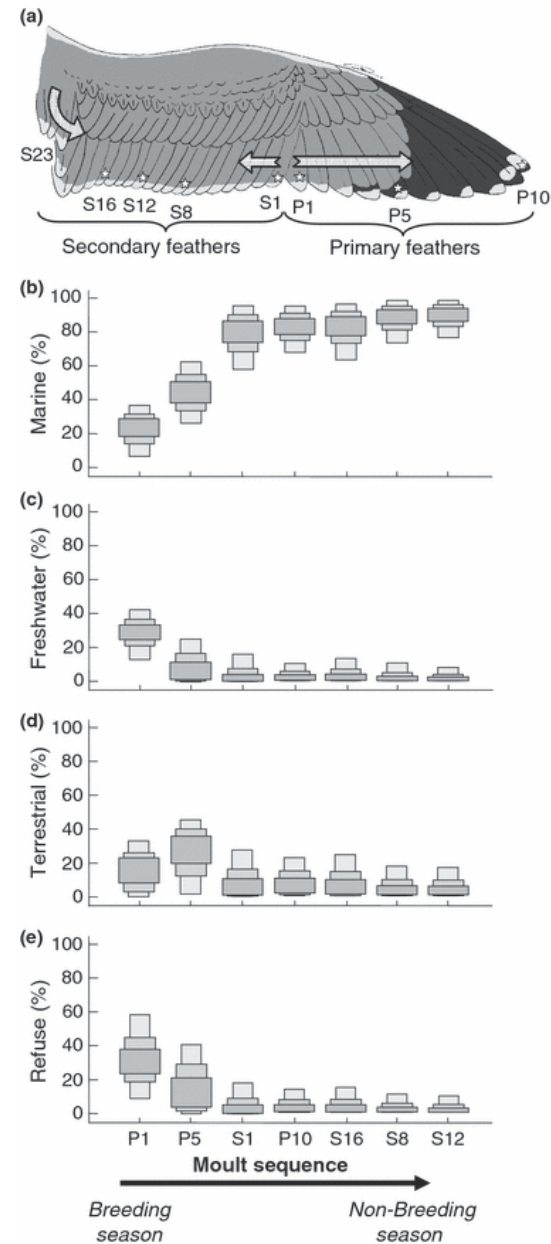 (a)
S23
S16 S12 S8 S1 P1 P5 P10
Secondary feathers Primary feathers
(b)
Marine (%)
100
80
60
40
20
0
(c)
Freshwater (%)
100
80
60
40
20
0
(d)
Terrestrial (%)
100
80
60
40
20
0
(e)
Refuse (%)
100
80
60
40
20
0
P1 P5 S1 P10 S16 S8 S12
Moult sequence
Breeding season
Non-Breeding season